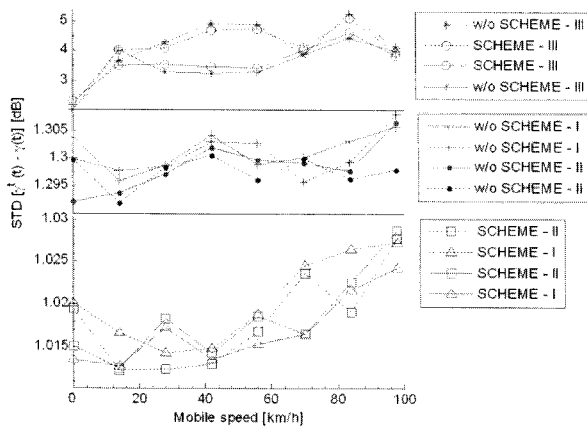 5
4
3
w/o SCHEME - III
SCHEME - III
SCHEME - III
w/o SCHEME - III
STD [γᵗ (t) - γ(t)] [dB]
1.305
1.3
1.295
w/o SCHEME - I
w/o SCHEME - I
w/o SCHEME - II
w/o SCHEME - II
1.03
1.025
1.02
1.015
SCHEME - II
SCHEME - I
SCHEME - II
SCHEME - I
0 20 40 60 80 100
Mobile speed [km/h]